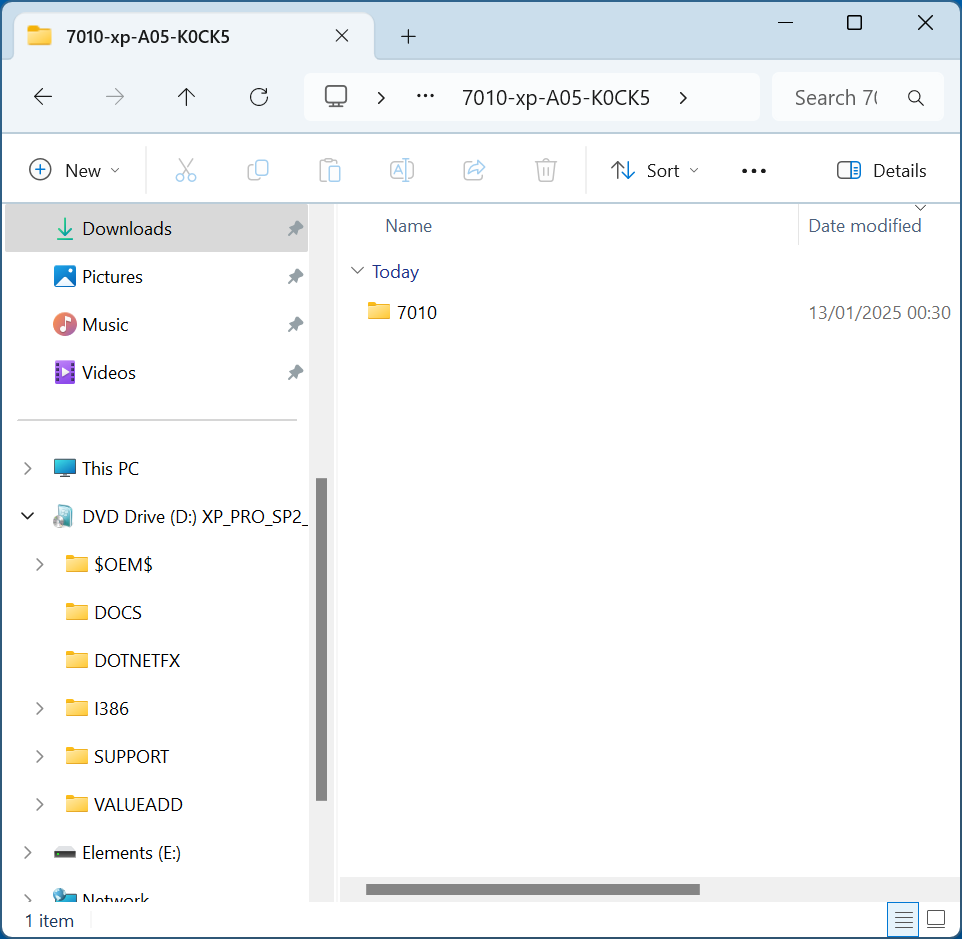 7010-xp-A05-K0CK5
7010-xp-A05-K0CK5
Search 70
New
Sort
Details
Downloads
Pictures
Music
Videos
This PC
DVD Drive (D:) XP_PRO_SP2_
$OEM$
DOCS
DOTNETFX
I386
SUPPORT
VALUEADD
Elements (E:)
Network
Name
Date modified
Today
7010
13/01/2025 00:30
1 item